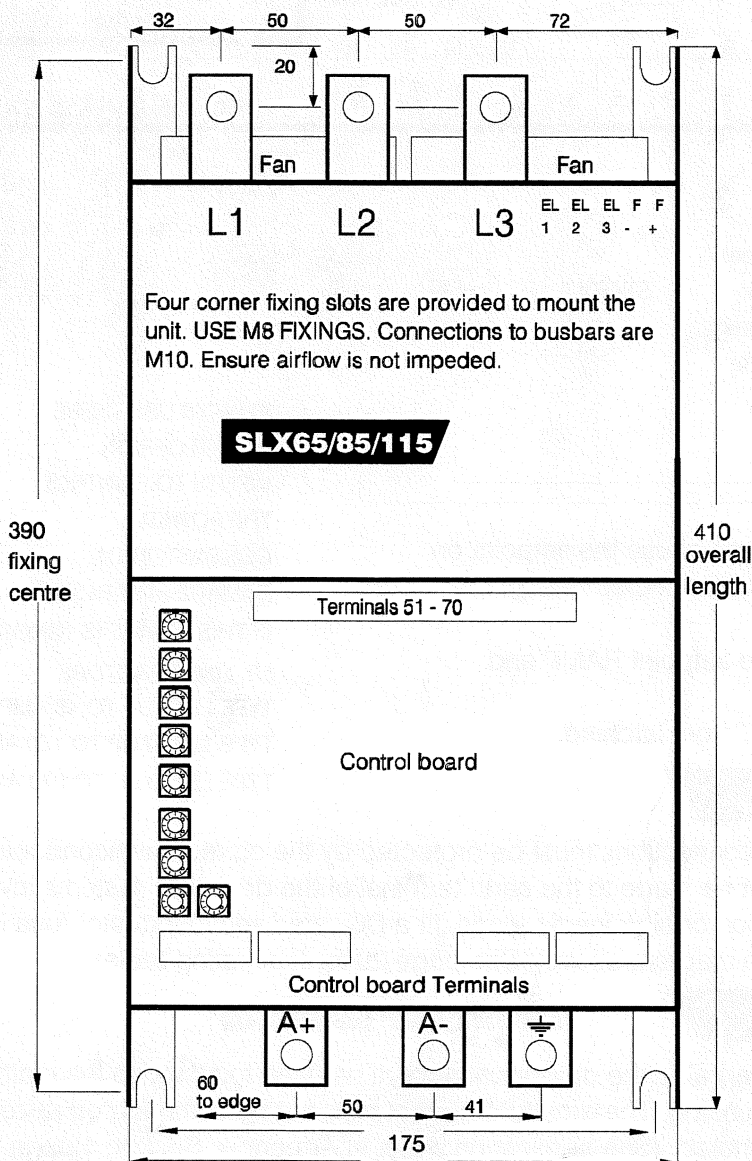 32 50 50 72
20
Fan Fan
L1 L2 L3
EL EL EL F F
1 2 3 - +
Four corner fixing slots are provided to mount the
unit. USE M8 FIXINGS. Connections to busbars are
M10. Ensure airflow is not impeded.
SLX65/85/115
390
fixing
centre
410
overall
length
Terminals 51 - 70
Control board
Control board Terminals
A+ A-
60
to edge
50 41
175